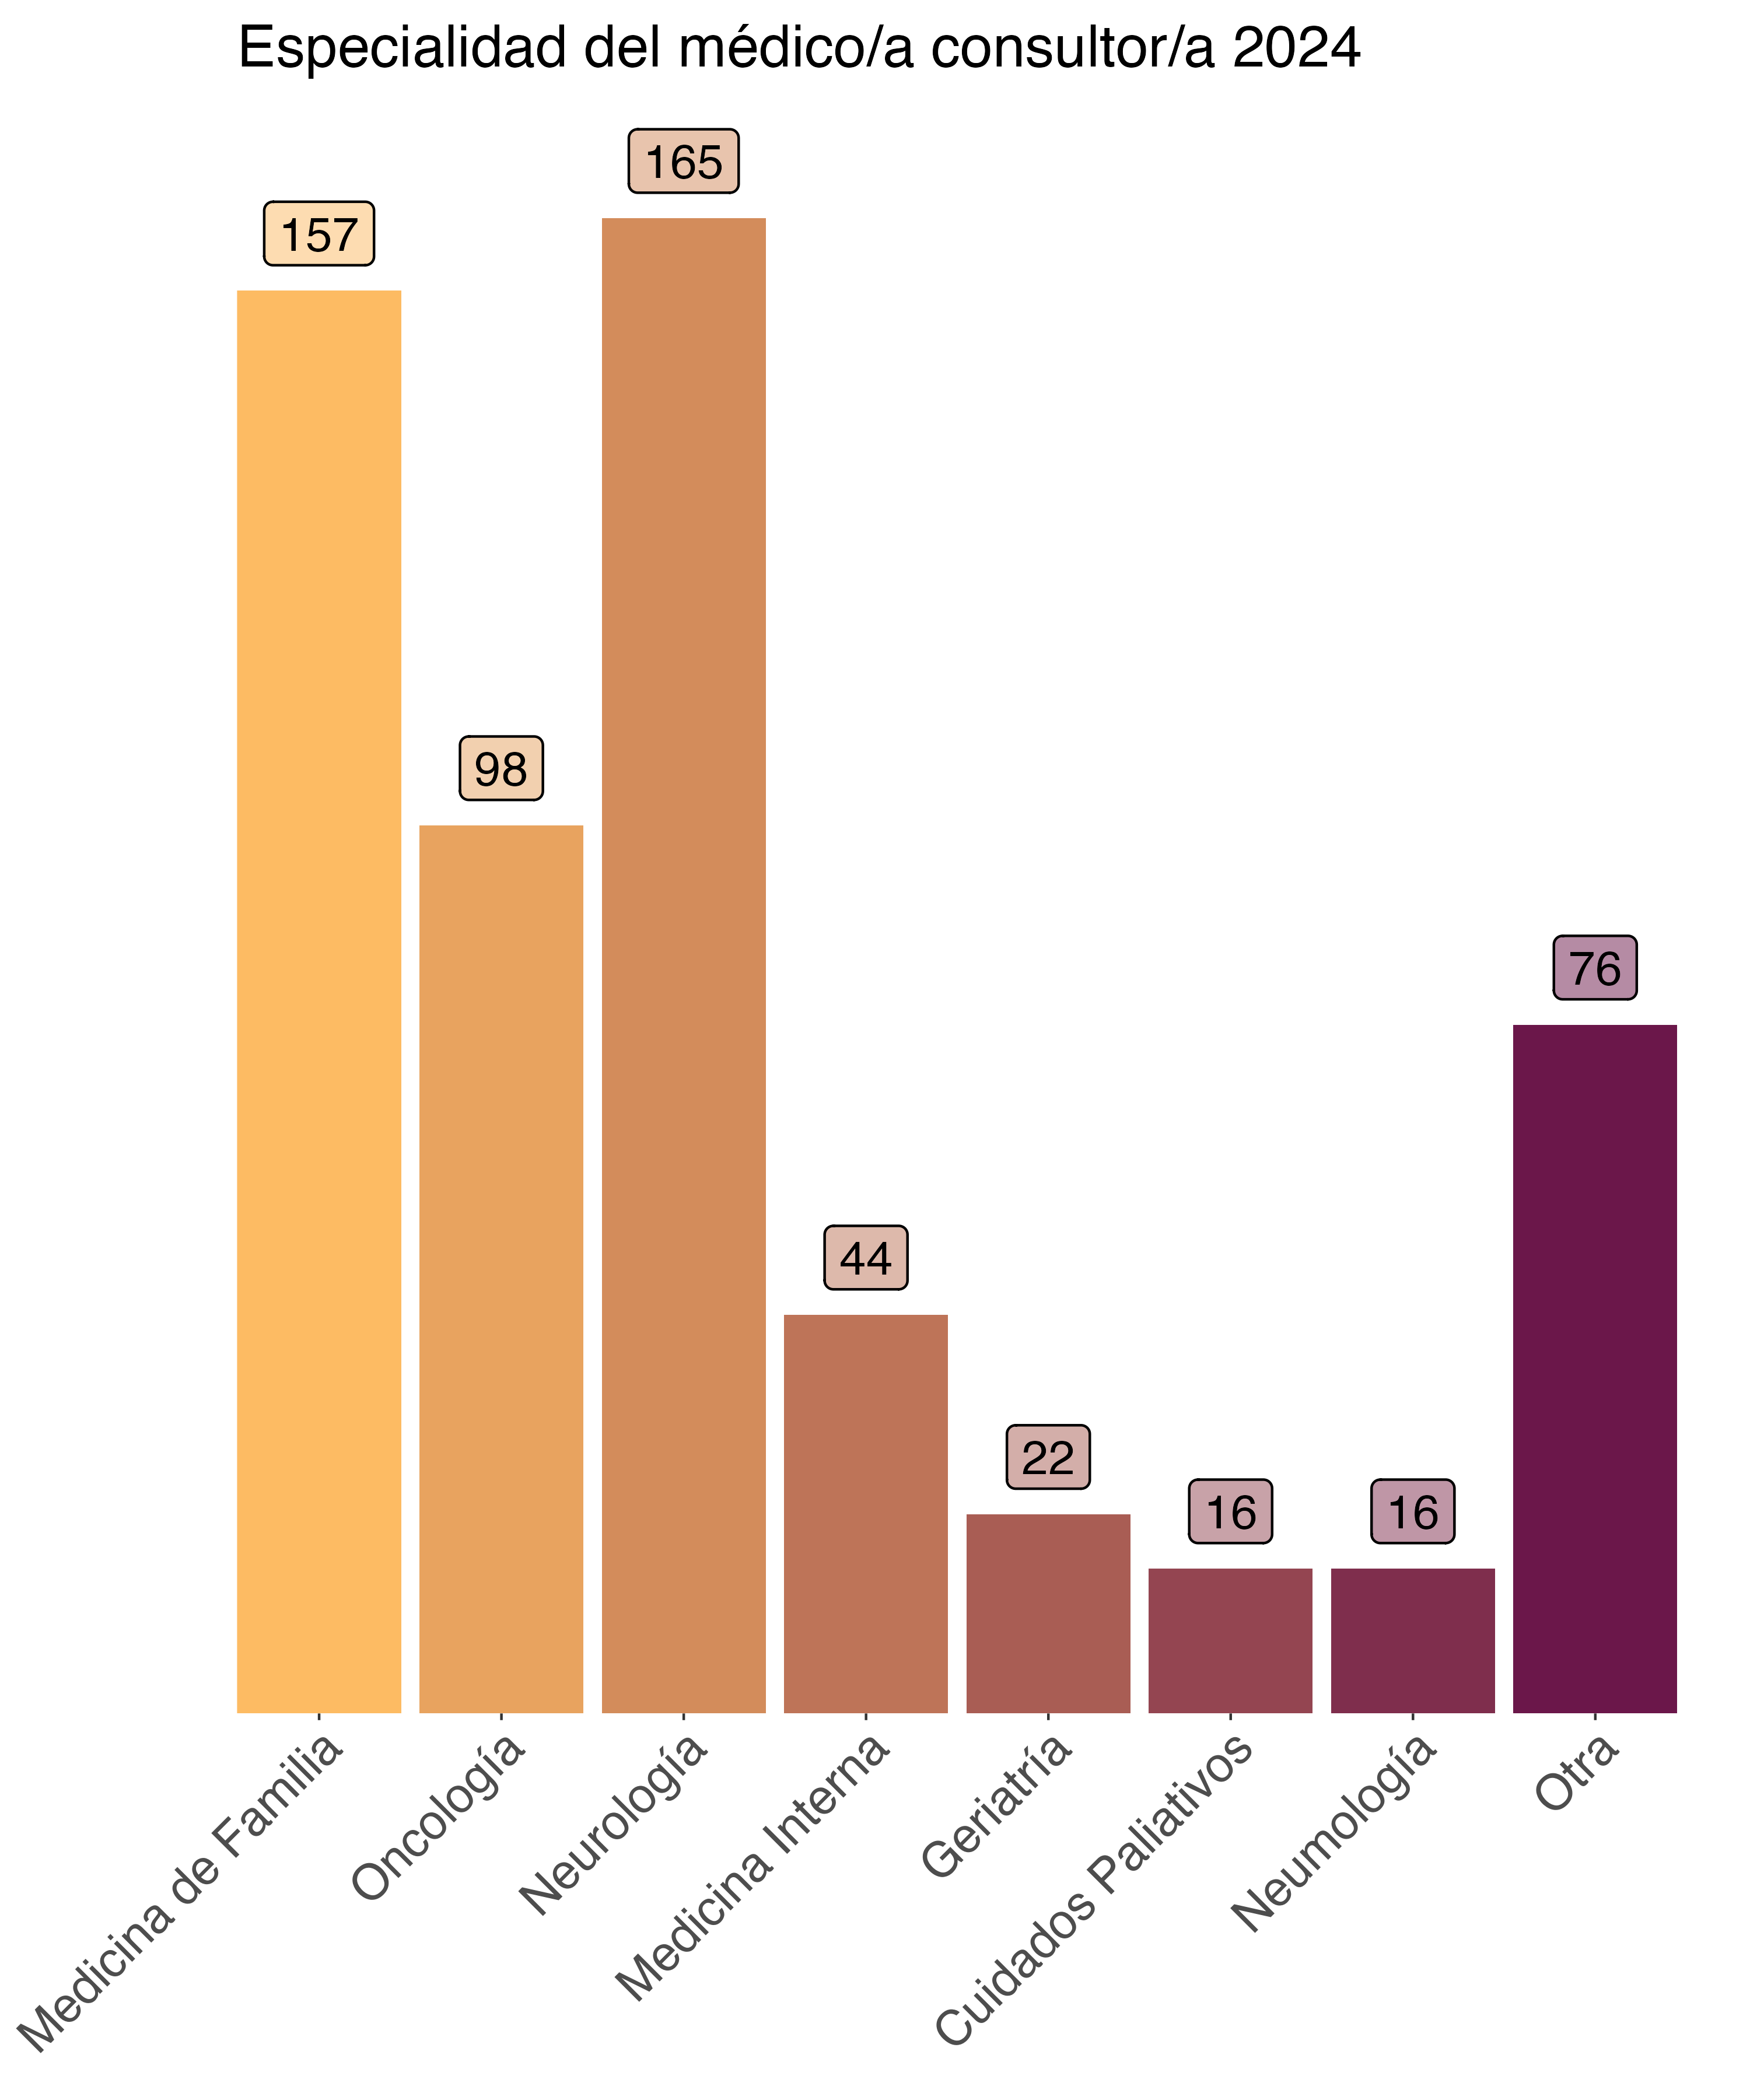 Especialidad del médico/a consultor/a 2024
165
157
98
76
44
22
16
16
Medicina de Familia
Oncología
Neurología
Medicina Interna
Geriatría
Cuidados Paliativos
Neumología
Otra